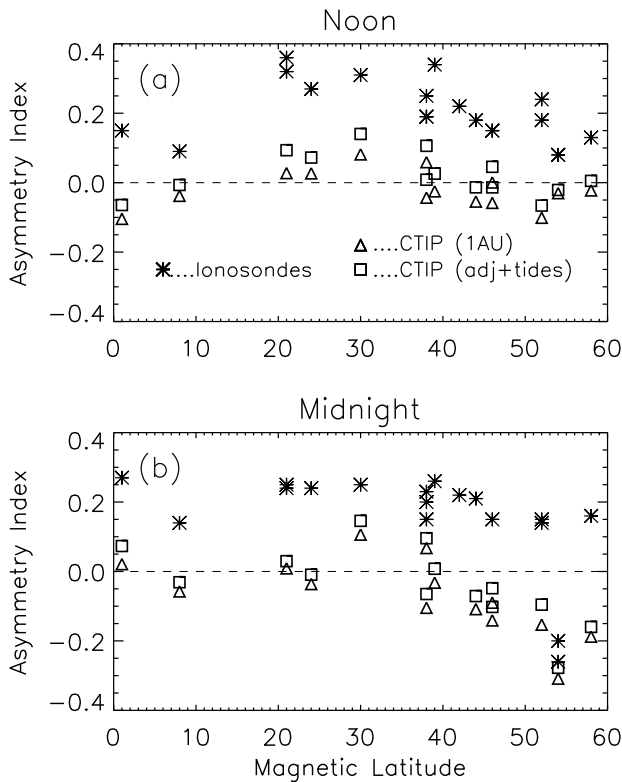 Noon
(a)
Asymmetry Index
0.4
0.2
0.0
−0.2
−0.4
....CTIP (1AU)
....Ionosondes
....CTIP (adj+tides)
0 10 20 30 40 50 60
Midnight
(b)
Asymmetry Index
0.4
0.2
0.0
−0.2
−0.4
0 10 20 30 40 50 60
Magnetic Latitude